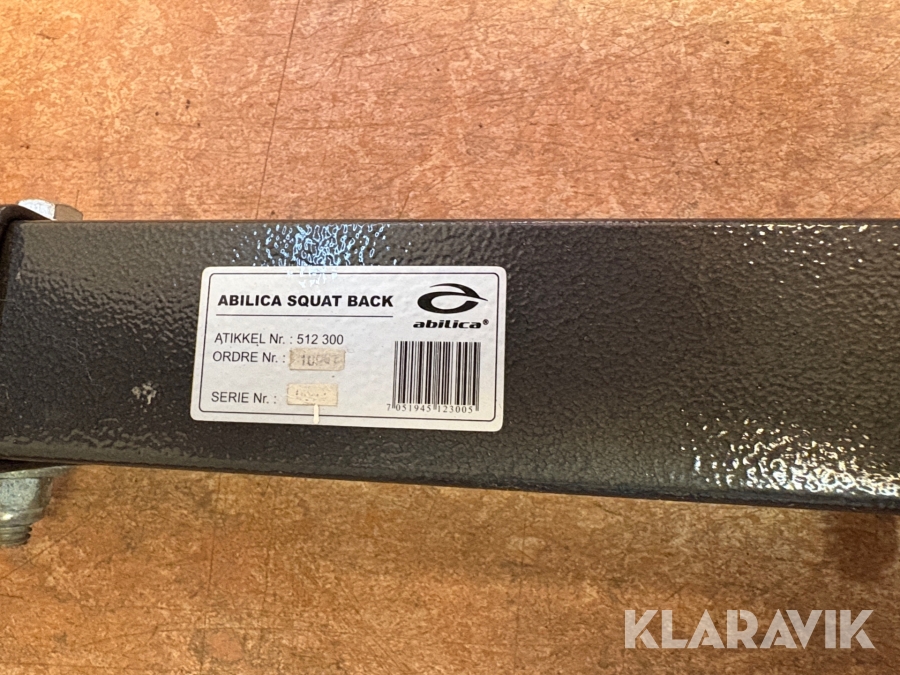 ABILICA SQUAT BACK
abilica®
ATIKKEL Nr. : 512 300
ORDRE Nr. :
SERIE Nr. :
7 051945 123005
KLARAVIK